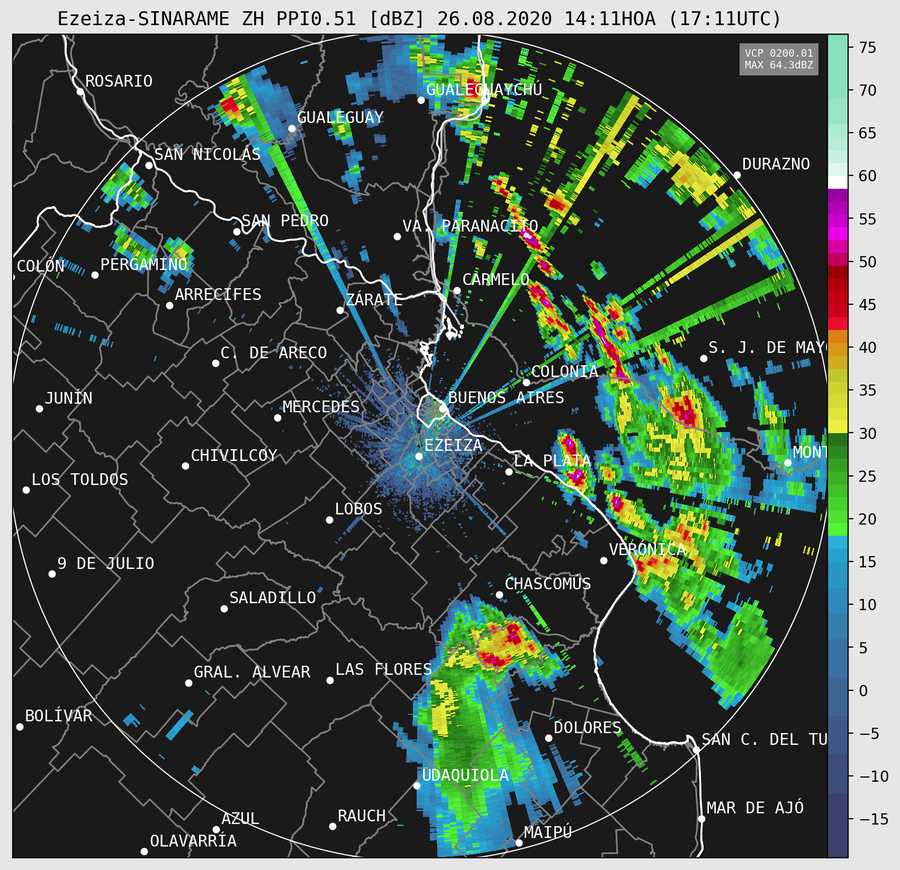 Ezeiza-SINARAME ZH PPI0.51 [dBZ] 26.08.2020 14:11HOA (17:11UTC)
VCP 0200.01
MAX 64.3dBZ
ROSARIO
GUALEGUAYCHÚ
GUALEGUAY
SAN NICOLÁS
DURAZNO
SAN PEDRO
VA. PARANACITO
COLÓN
PERGAMINO
CARMELO
ARRECIFES
ZÁRATE
C. DE ARECO
S. J. DE MAY
COLONIA
JUNÍN
MERCEDES
BUENOS AIRES
EZEIZA
CHIVILCOY
LA PLATA
MONT
LOS TOLDOS
LOBOS
VERÓNICA
9 DE JULIO
CHASCOMÚS
SALADILLO
GRAL. ALVEAR
LAS FLORES
BOLÍVAR
DOLORES
SAN C. DEL TU
UDAQUIOLA
MAR DE AJÓ
AZUL
RAUCH
MAIPÚ
OLAVARRÍA
75
70
65
60
55
50
45
40
35
30
25
20
15
10
5
0
−5
−10
−15